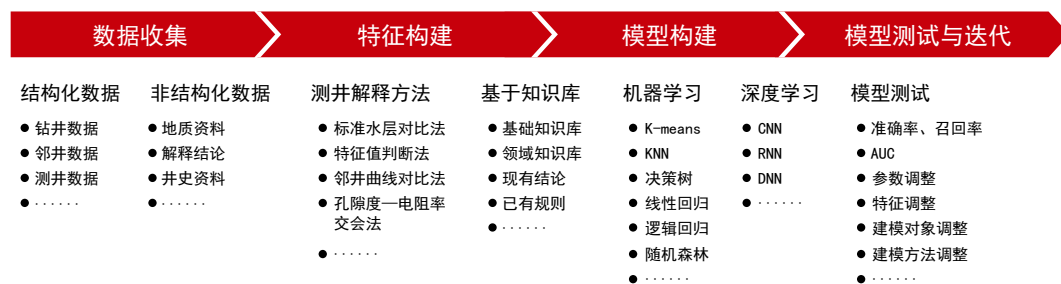 数据收集
特征构建
模型构建
模型测试与迭代
结构化数据
● 钻井数据
● 邻井数据
● 测井数据
● ······
非结构化数据
● 地质资料
● 解释结论
● 井史资料
● ······
测井解释方法
● 标准水层对比法
● 特征值判断法
● 邻井曲线对比法
● 孔隙度—电阻率
交会法
● ······
基于知识库
● 基础知识库
● 领域知识库
● 现有结论
● 已有规则
● ······
机器学习
● K-means
● KNN
● 决策树
● 线性回归
● 逻辑回归
● 随机森林
● ······
深度学习
● CNN
● RNN
● DNN
● ······
模型测试
● 准确率、召回率
● AUC
● 参数调整
● 特征调整
● 建模对象调整
● 建模方法调整
● ······